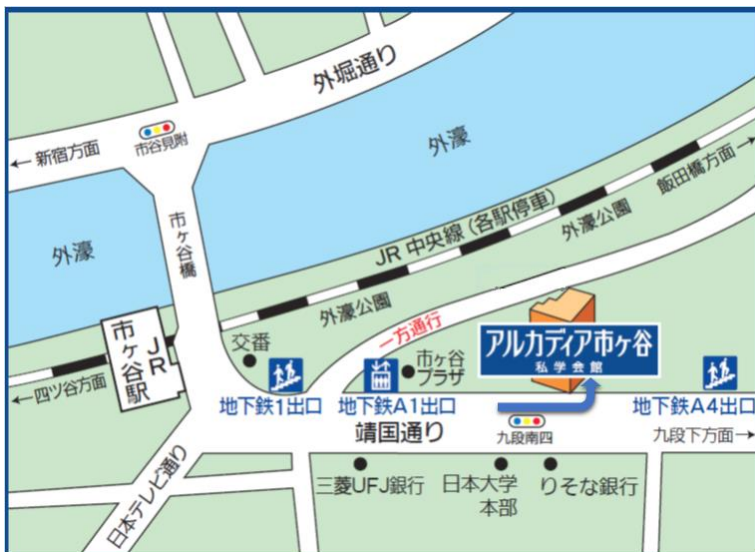 外堀通り
市谷見附
←新宿方面
外濠
飯田橋方面→
外濠
市ヶ谷橋
JR 中央線(各駅停車)
外濠公園
外濠公園
一方通行
JR
市ヶ谷駅
←四ツ谷方面
交番
市ヶ谷
プラザ
アルカディア市ヶ谷
私学会館
地下鉄1出口
地下鉄A1出口
地下鉄A4出口
靖国通り
九段南四
九段下方面→
日本テレビ通り
三菱UFJ銀行
日本大学
本部
りそな銀行